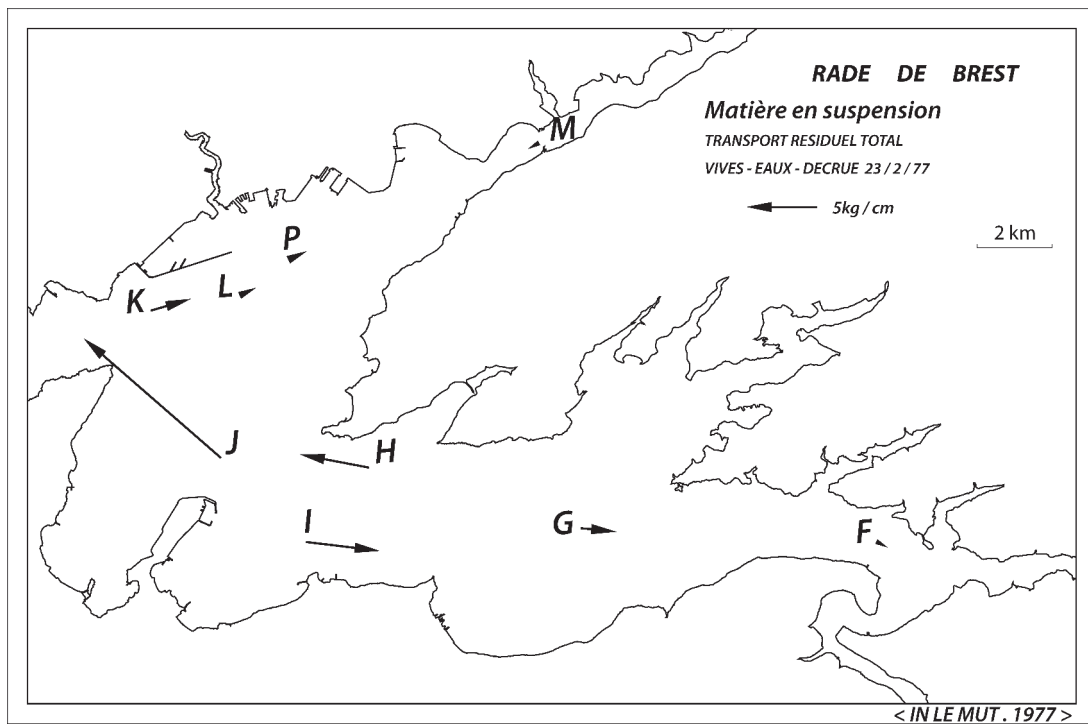 RADE DE BREST
Matière en suspension
TRANSPORT RESIDUEL TOTAL
VIVES - EAUX - DECRUE 23 / 2 / 77
5kg / cm
2 km
M
P
L
K
J
H
I
G
F
< IN LE MUT . 1977 >